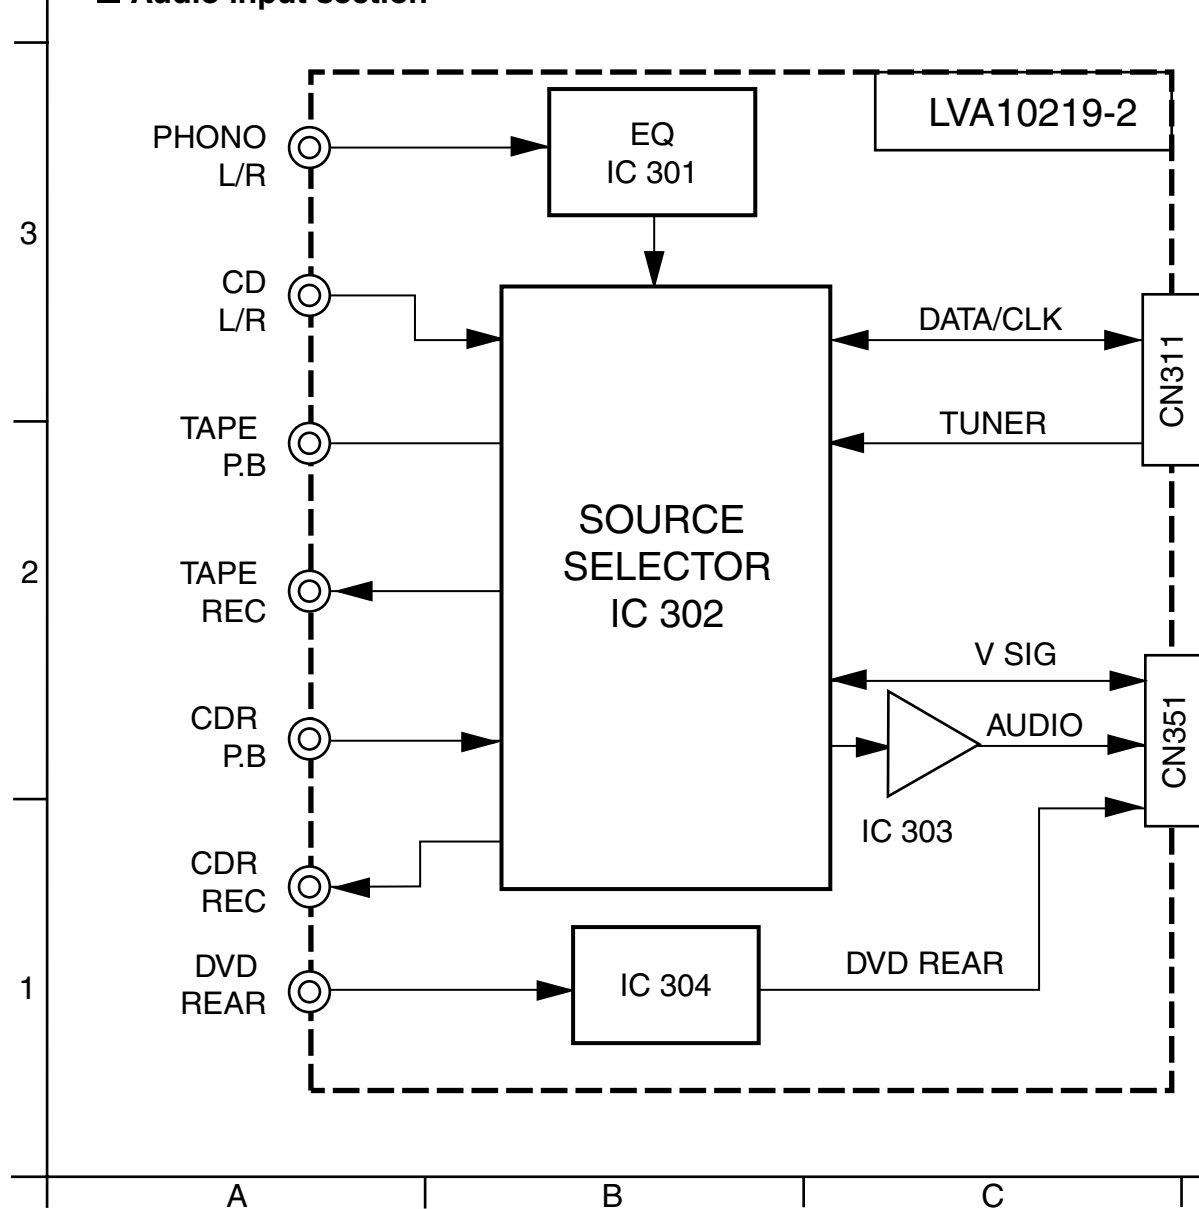 Audio input section
LVA10219-2
PHONO
L/R
EQ
IC 301
3
CD
L/R
DATA/CLK
CN311
TAPE
P.B
TUNER
SOURCE
SELECTOR
IC 302
2
TAPE
REC
V SIG
CDR
P.B
AUDIO
CN351
IC 303
CDR
REC
DVD
REAR
IC 304
DVD REAR
1
A
B
C